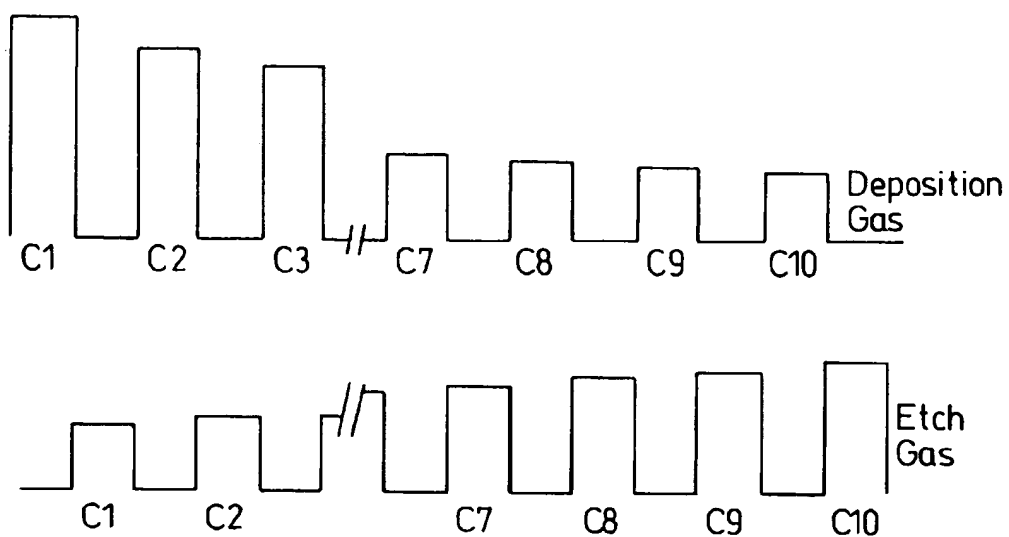 Deposition
Gas
C1 C2 C3 C7 C8 C9 C10
Etch
Gas
C1 C2 C7 C8 C9 C10